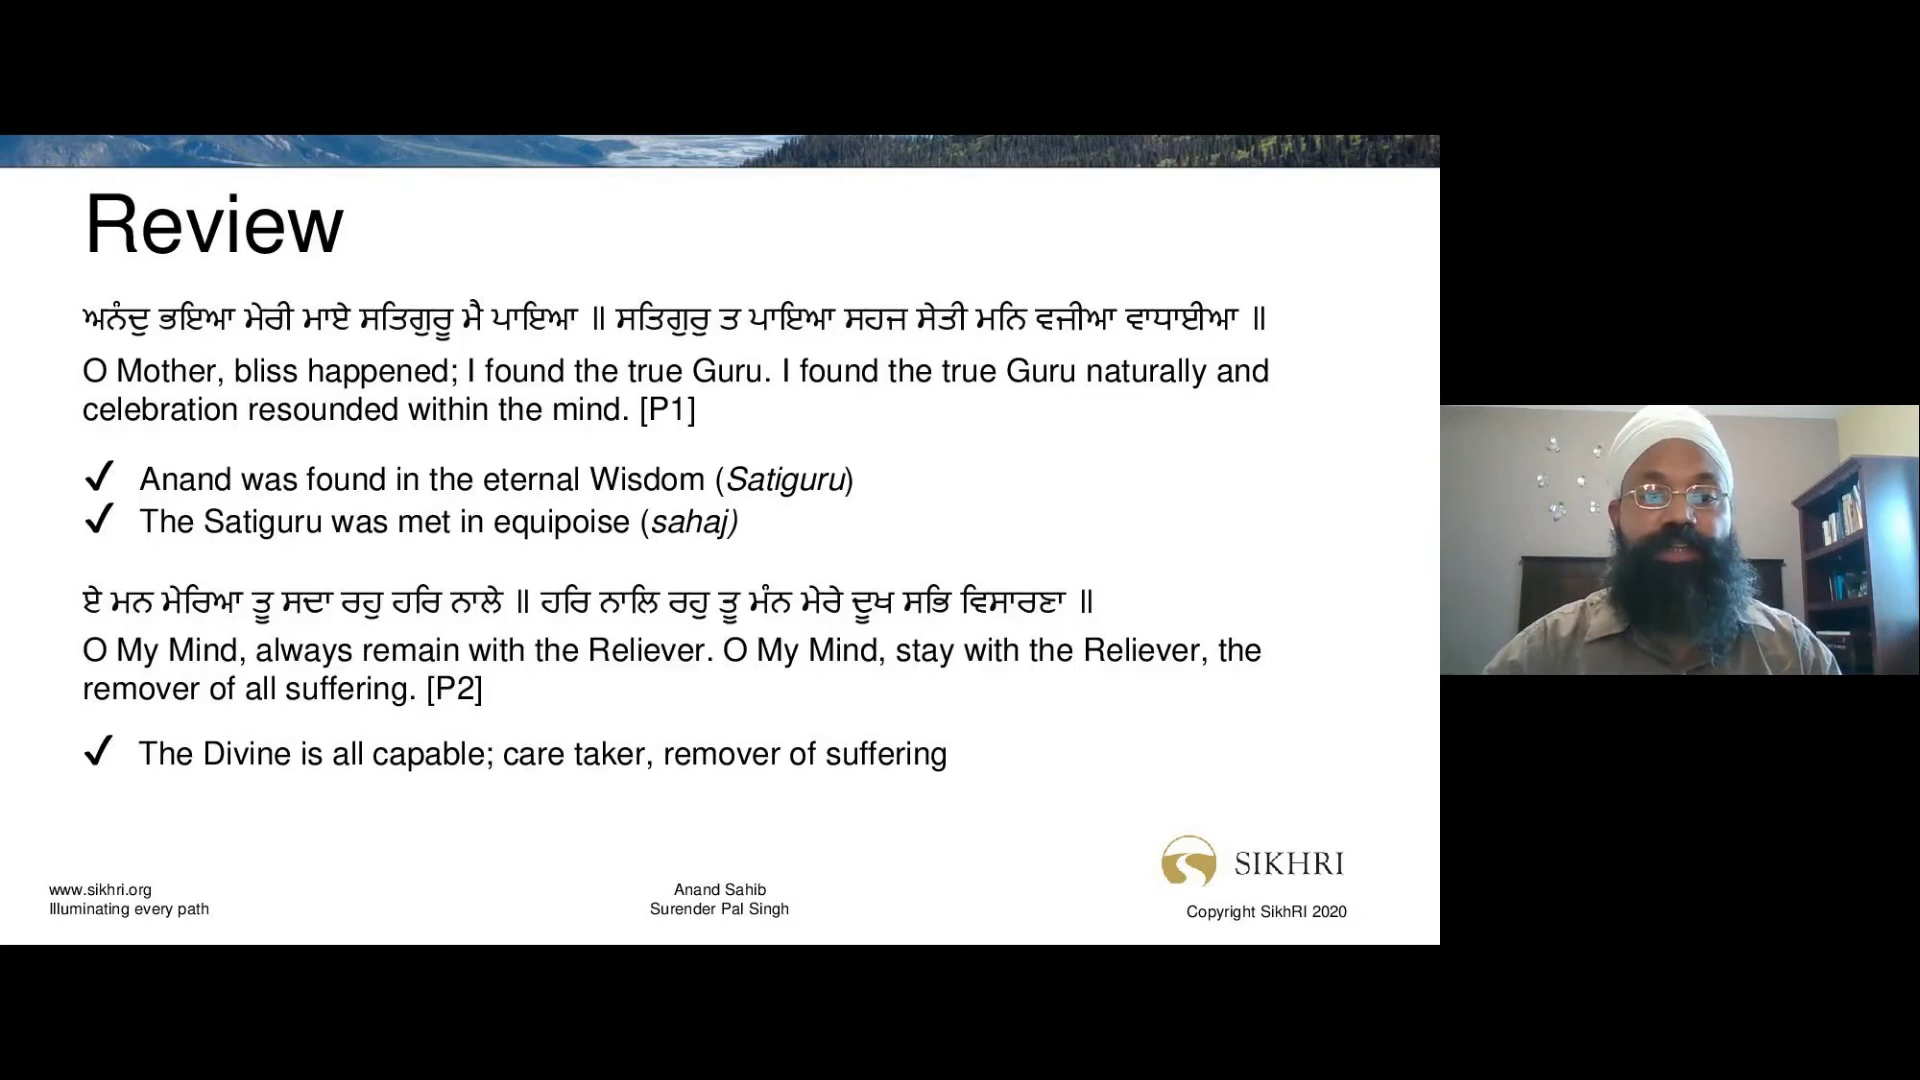 Review
ਅਨੰਦੁ ਭਇਆ ਮੇਰੀ ਮਾਏ ਸਤਿਗੁਰੂ ਮੈ ਪਾਇਆ ॥ ਸਤਿਗੁਰੁ ਤ ਪਾਇਆ ਸਹਜ ਸੇਤੀ ਮਨਿ ਵਜੀਆ ਵਾਧਾਈਆ ॥
O Mother, bliss happened; I found the true Guru. I found the true Guru naturally and
celebration resounded within the mind. [P1]
✓ Anand was found in the eternal Wisdom (Satiguru)
✓ The Satiguru was met in equipoise (sahaj)
ਏ ਮਨ ਮੇਰਿਆ ਤੂ ਸਦਾ ਰਹੁ ਹਰਿ ਨਾਲੇ ॥ ਹਰਿ ਨਾਲਿ ਰਹੁ ਤੂ ਮੰਨ ਮੇਰੇ ਦੂਖ ਸਭਿ ਵਿਸਾਰਣਾ ॥
O My Mind, always remain with the Reliever. O My Mind, stay with the Reliever, the
remover of all suffering. [P2]
✓ The Divine is all capable; care taker, remover of suffering
www.sikhri.org
Illuminating every path
Anand Sahib
Surender Pal Singh
SIKHRI
Copyright SikhRI 2020